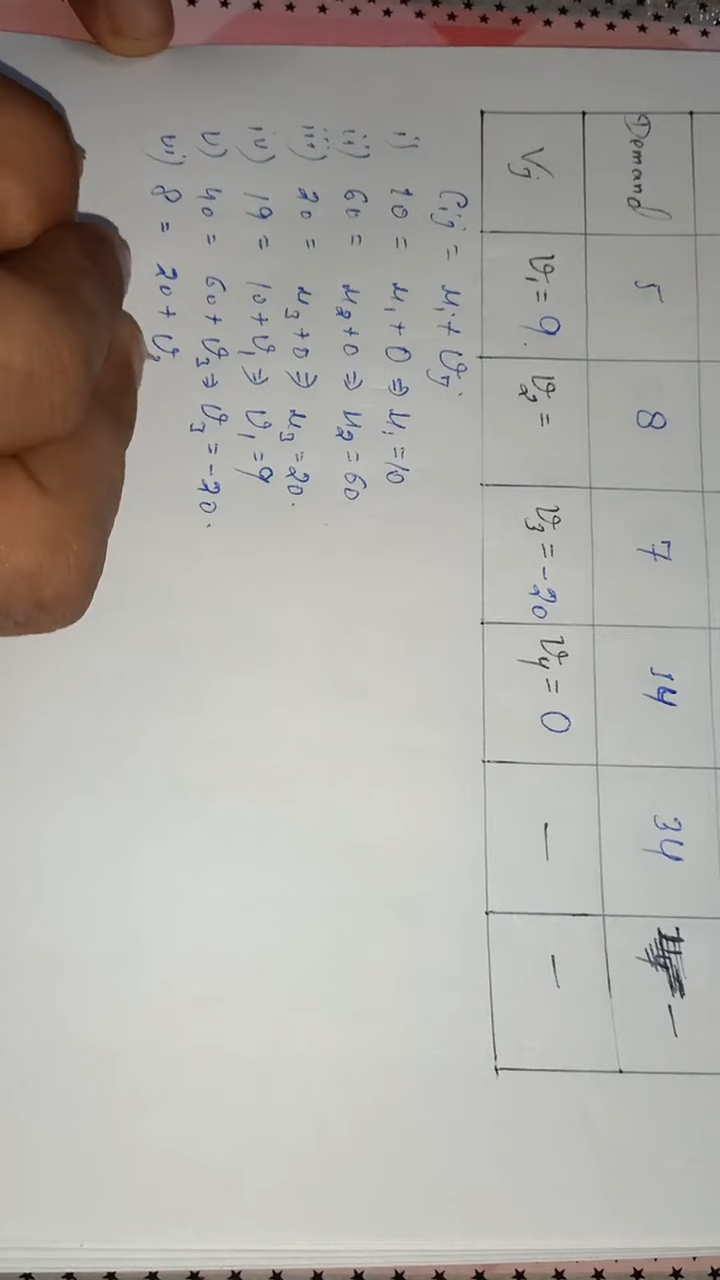 Demand 5 8 7 14 34 –
Vj v1 = 9. v2 = v3 = -20 v4 = 0 – –
Cij = ui + vj.
i) 10 = u1 + 0 ⇒ u1 = 10
ii) 60 = u2 + 0 ⇒ u2 = 60
iii) 20 = u3 + 0 ⇒ u3 = 20.
iv) 19 = 10 + v1 ⇒ v1 = 9
v) 40 = 60 + v3 ⇒ v3 = -20.
vi) 8 = 20 + v2